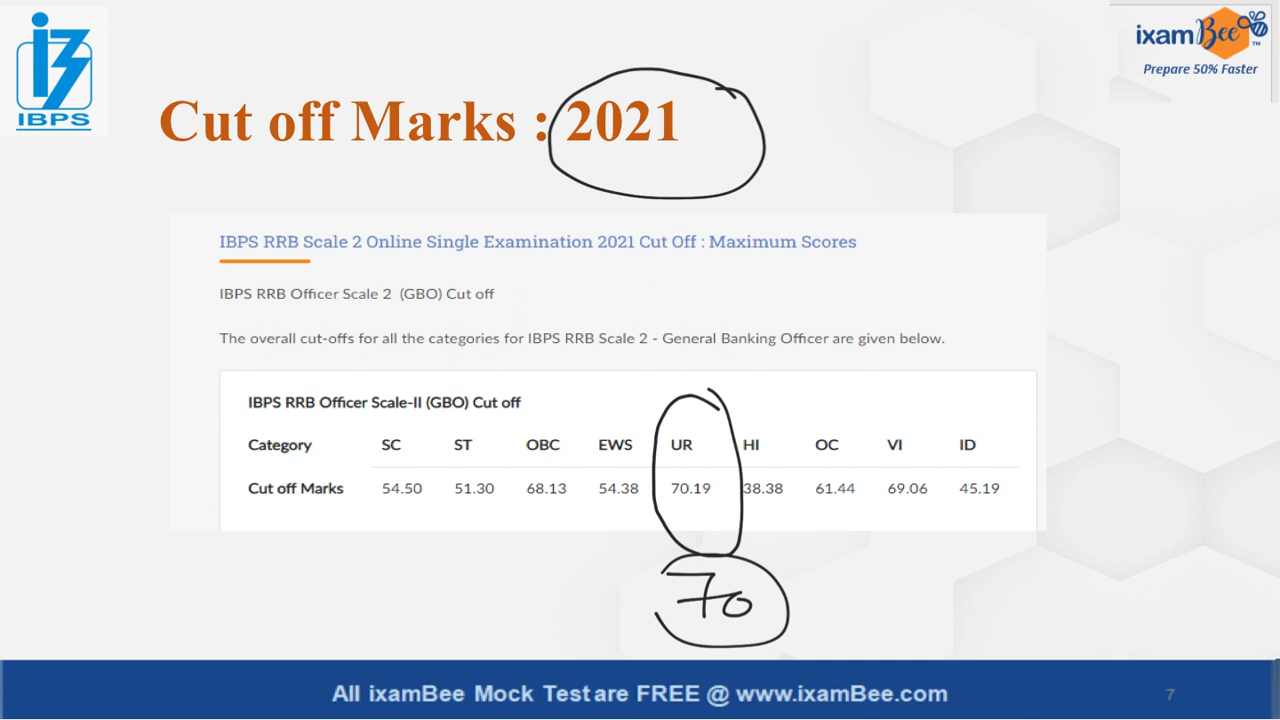 IBPS
ixamBee™
Prepare 50% Faster
Cut off Marks : 2021
IBPS RRB Scale 2 Online Single Examination 2021 Cut Off : Maximum Scores
IBPS RRB Officer Scale 2 (GBO) Cut off
The overall cut-offs for all the categories for IBPS RRB Scale 2 - General Banking Officer are given below.
IBPS RRB Officer Scale-II (GBO) Cut off
Category SC ST OBC EWS UR HI OC VI ID
Cut off Marks 54.50 51.30 68.13 54.38 70.19 38.38 61.44 69.06 45.19
70
All ixamBee Mock Test are FREE @ www.ixamBee.com 7